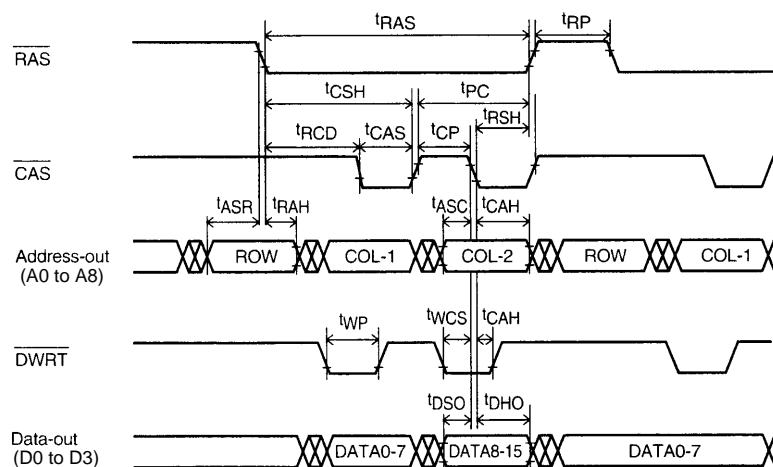 tRAS tRP
RAS
tCSH tPC
tRSH
tRCD tCAS tCP
CAS
tASR tRAH tASC tCAH
Address-out
(A0 to A8)
ROW COL-1 COL-2 ROW COL-1
tWP tWCS tCAH
DWRT
tDSO tDHO
Data-out
(D0 to D3)
DATA0-7 DATA8-15 DATA0-7